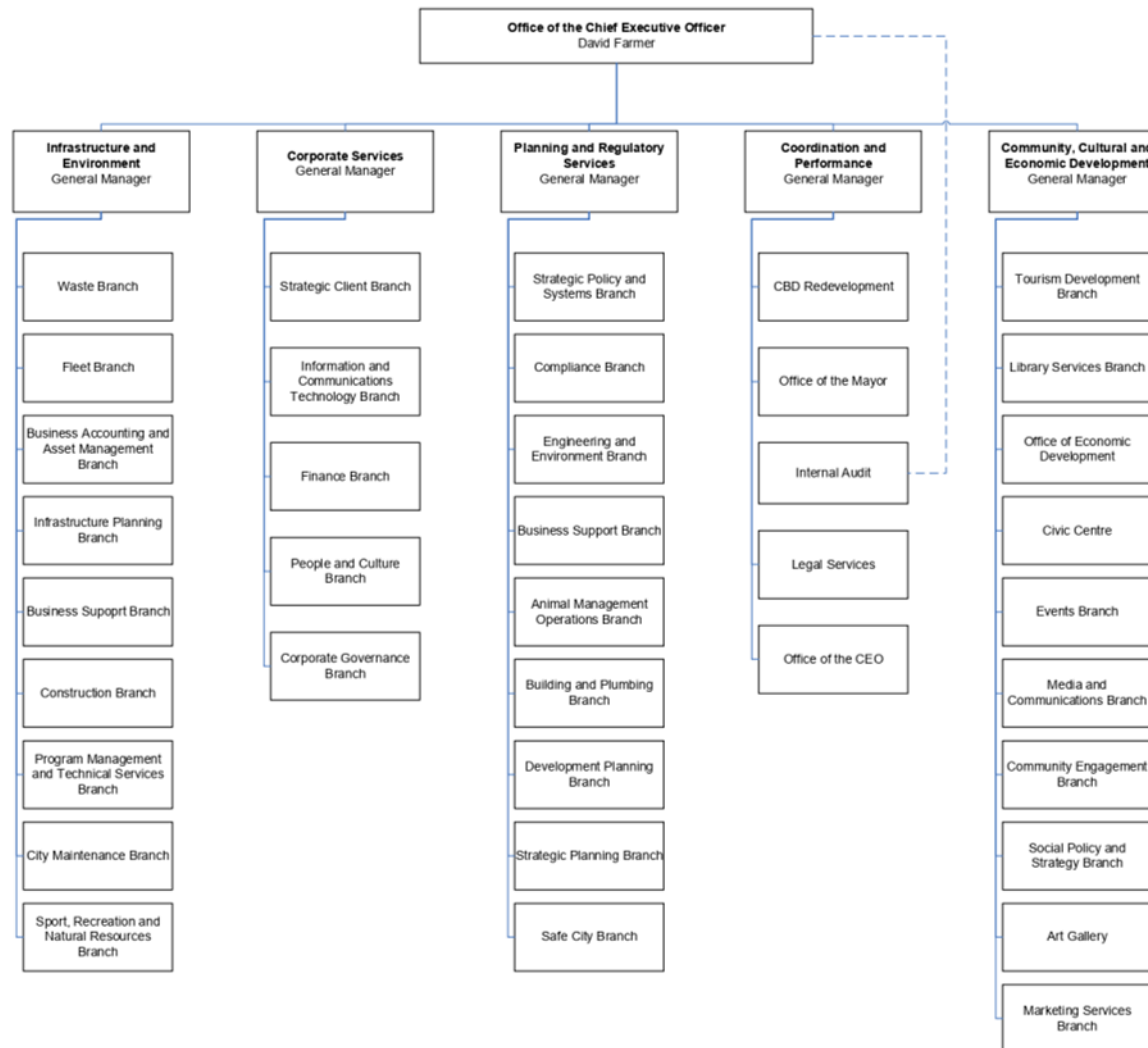 Office of the Chief Executive Officer
David Farmer
Infrastructure and
Environment
General Manager
Waste Branch
Fleet Branch
Business Accounting and
Asset Management
Branch
Infrastructure Planning
Branch
Business Supoprt Branch
Construction Branch
Program Management
and Technical Services
Branch
City Maintenance Branch
Sport, Recreation and
Natural Resources
Branch
Corporate Services
General Manager
Strategic Client Branch
Information and
Communications
Technology Branch
Finance Branch
People and Culture
Branch
Corporate Governance
Branch
Planning and Regulatory
Services
General Manager
Strategic Policy and
Systems Branch
Compliance Branch
Engineering and
Environment Branch
Business Support Branch
Animal Management
Operations Branch
Building and Plumbing
Branch
Development Planning
Branch
Strategic Planning Branch
Safe City Branch
Coordination and
Performance
General Manager
CBD Redevelopment
Office of the Mayor
Internal Audit
Legal Services
Office of the CEO
Community, Cultural and
Economic Development
General Manager
Tourism Development
Branch
Library Services Branch
Office of Economic
Development
Civic Centre
Events Branch
Media and
Communications Branch
Community Engagement
Branch
Social Policy and
Strategy Branch
Art Gallery
Marketing Services
Branch